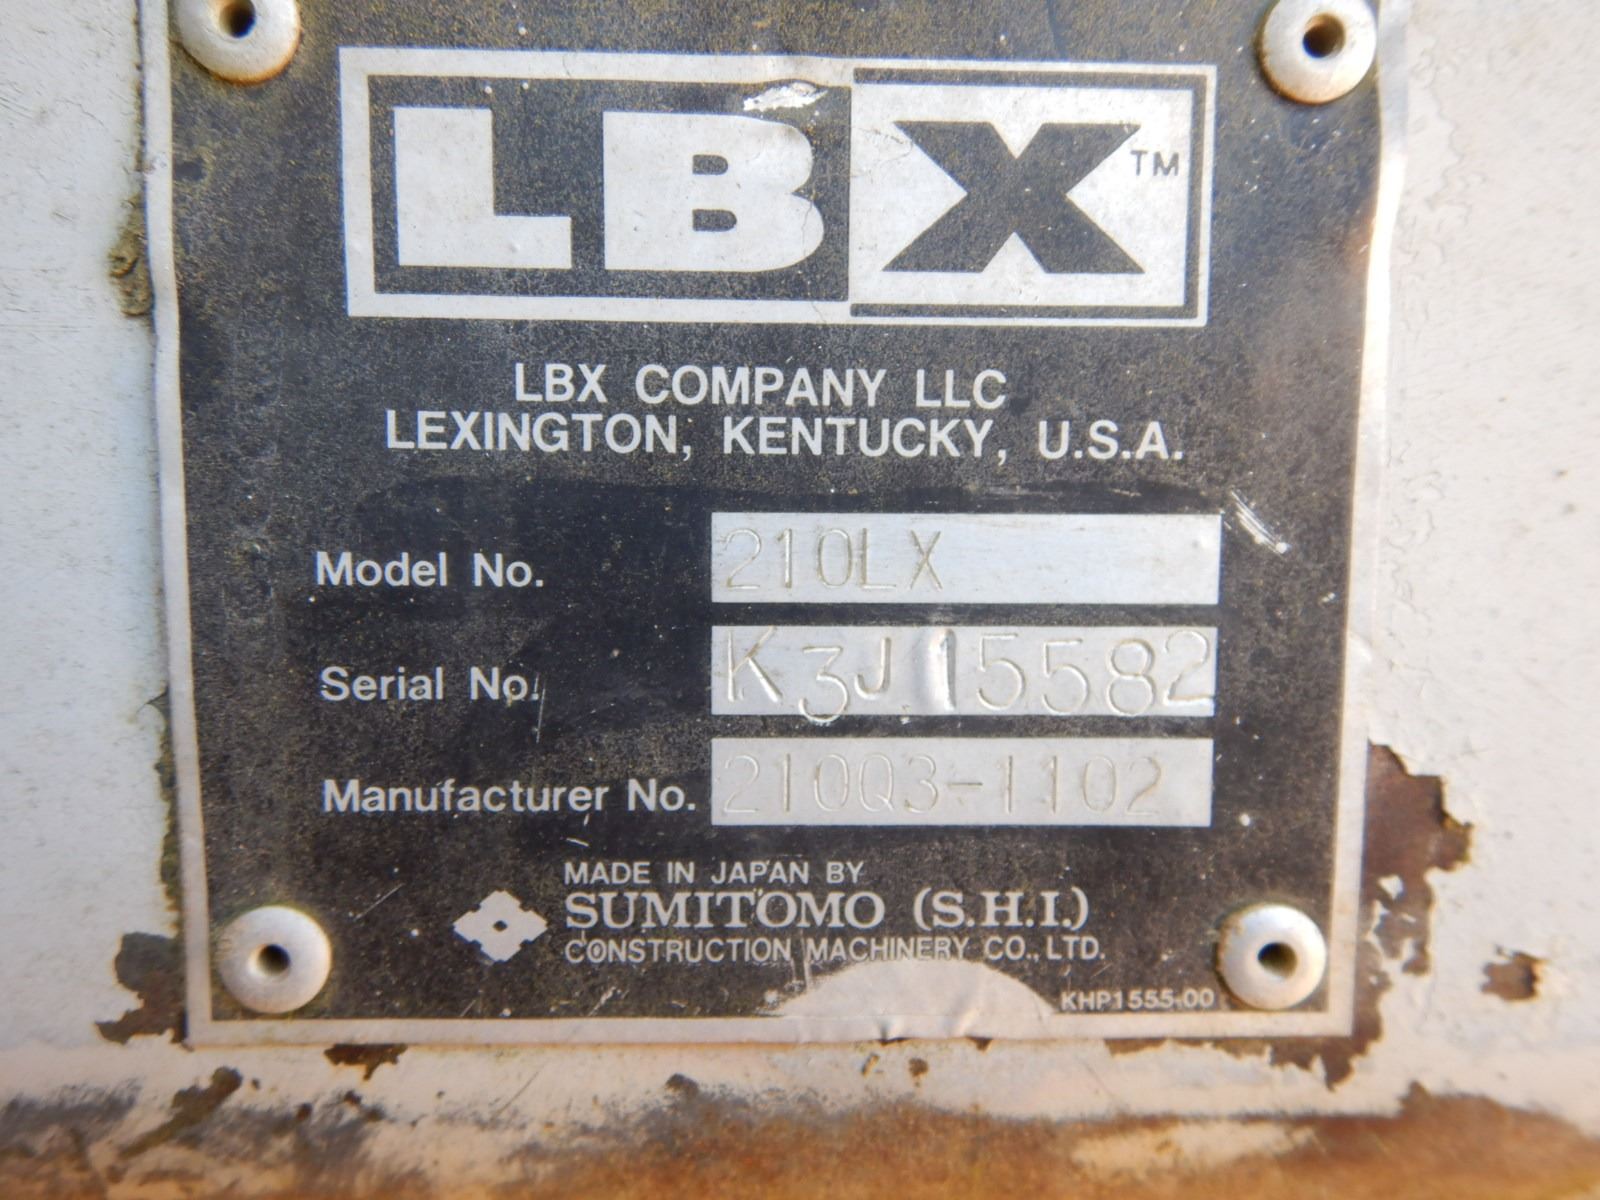 LBX™
LBX COMPANY LLC
LEXINGTON, KENTUCKY, U.S.A.
Model No. 210LX
Serial No. K3J15582
Manufacturer No. 210Q3-1102
MADE IN JAPAN BY
SUMITOMO (S.H.I.)
CONSTRUCTION MACHINERY CO., LTD.
KHP1555.00